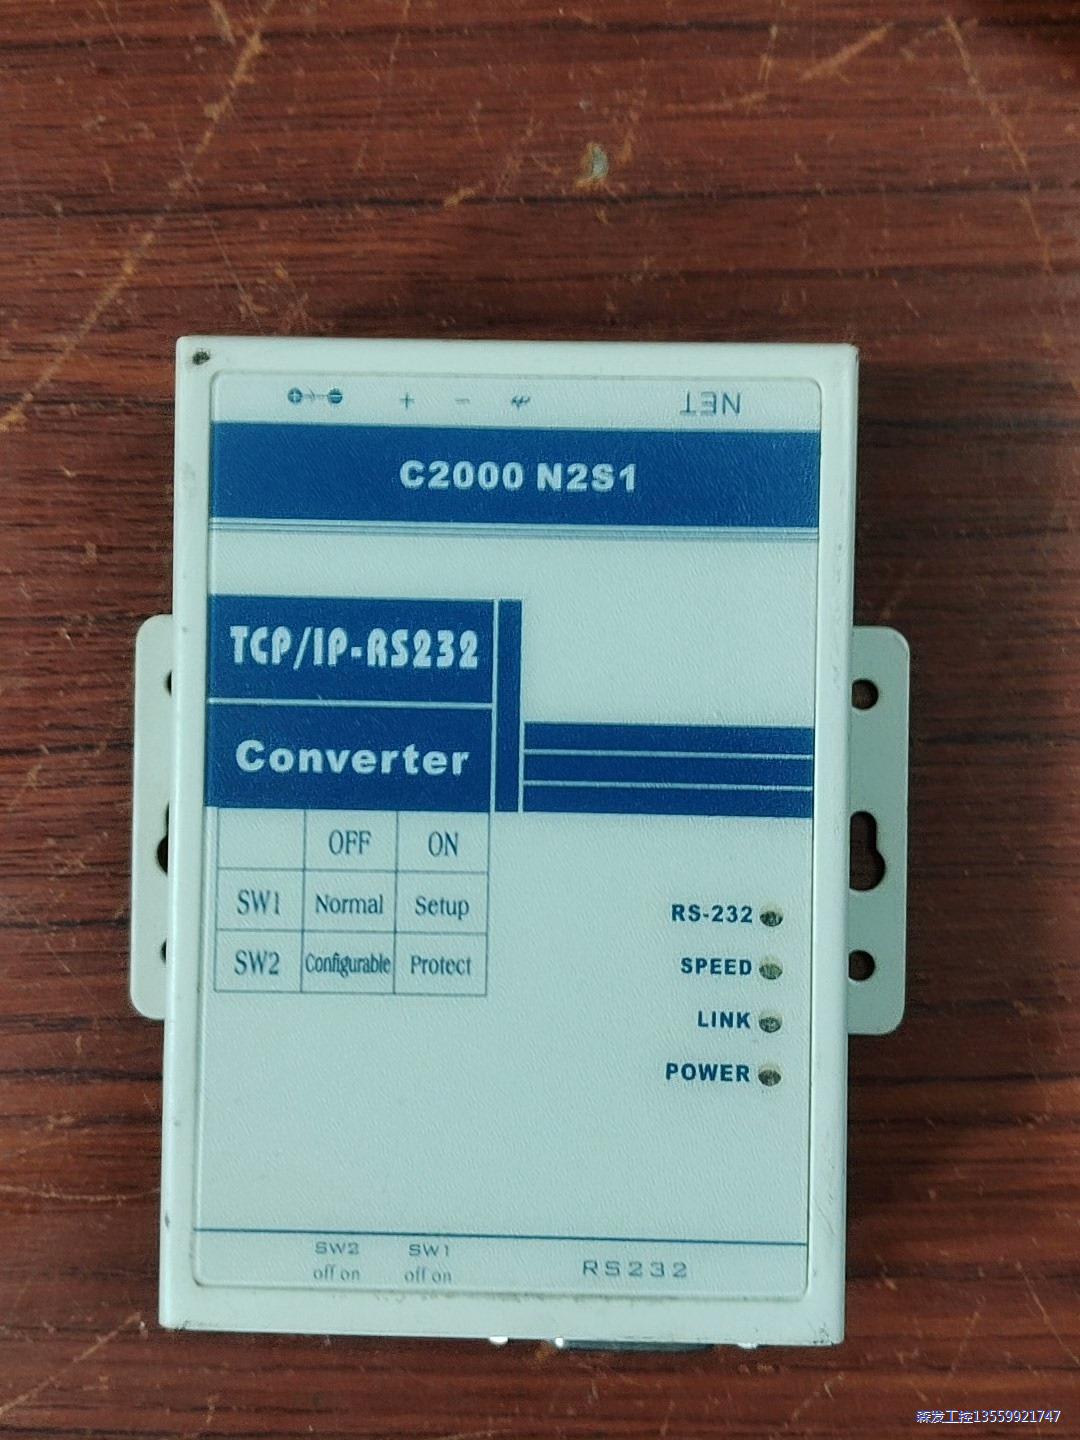 + − NET
C2000 N2S1
TCP/IP-RS232
Converter
OFF ON
SW1 Normal Setup
SW2 Configurable Protect
RS-232
SPEED
LINK
POWER
SW2 SW1
off on off on
RS232
森发工控13559921747